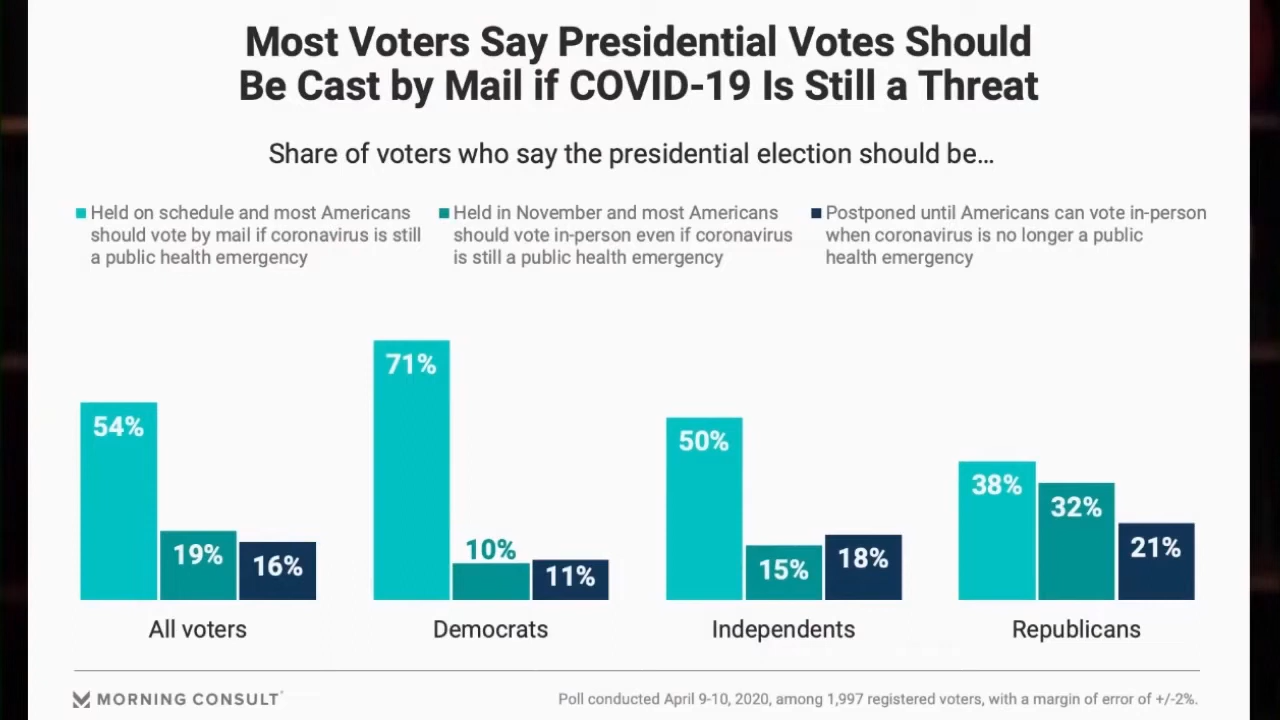 Most Voters Say Presidential Votes Should
Be Cast by Mail if COVID-19 Is Still a Threat
Share of voters who say the presidential election should be...
Held on schedule and most Americans
should vote by mail if coronavirus is still
a public health emergency
Held in November and most Americans
should vote in-person even if coronavirus
is still a public health emergency
Postponed until Americans can vote in-person
when coronavirus is no longer a public
health emergency
54%
19%
16%
71%
10%
11%
50%
15%
18%
38%
32%
21%
All voters
Democrats
Independents
Republicans
MORNING CONSULT
Poll conducted April 9-10, 2020, among 1,997 registered voters, with a margin of error of +/-2%.